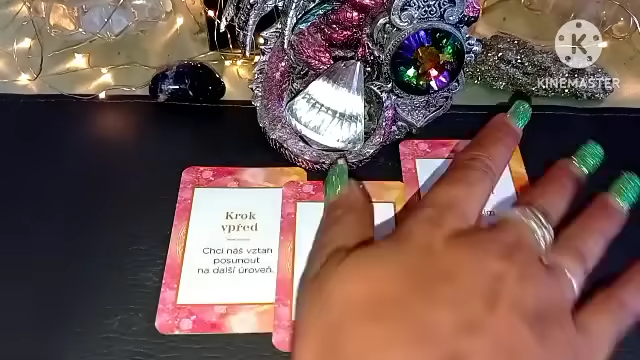 KINEMASTER
Krok
vpřed
Chci náš vztah
posunout
na další úroveň.